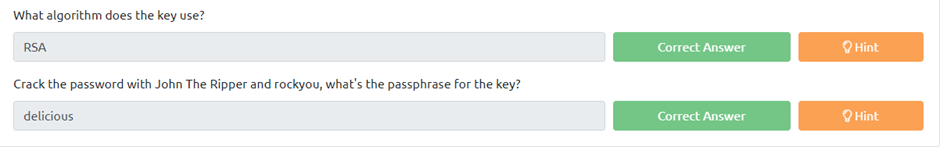 What algorithm does the key use?
RSA Correct Answer Hint
Crack the password with John The Ripper and rockyou, what's the passphrase for the key?
delicious Correct Answer Hint